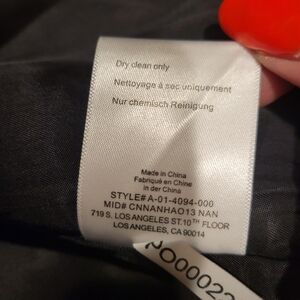 Dry clean only
Nettoyage à sec uniquement
Nur chemisch Reinigung
Made in China
Fabriqué en Chine
in der China
STYLE# A-01-4094-000
MID# CNNANHAO13 NAN
719 S. LOS ANGELES ST.10TH FLOOR
LOS ANGELES, CA 90014
PO00022